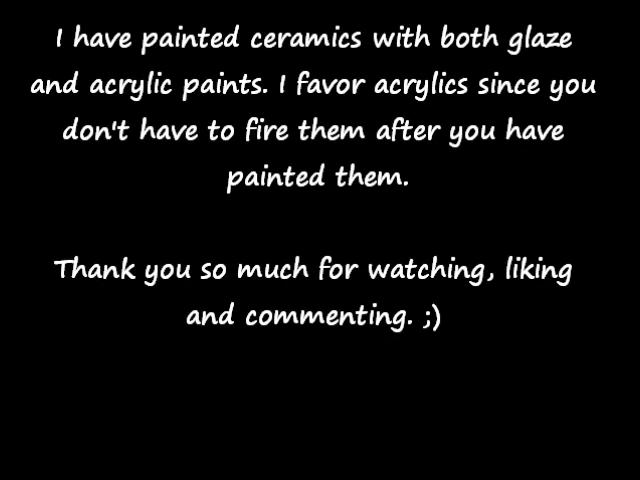 I have painted ceramics with both glaze
and acrylic paints. I favor acrylics since you
don't have to fire them after you have
painted them.
Thank you so much for watching, liking
and commenting. ;)